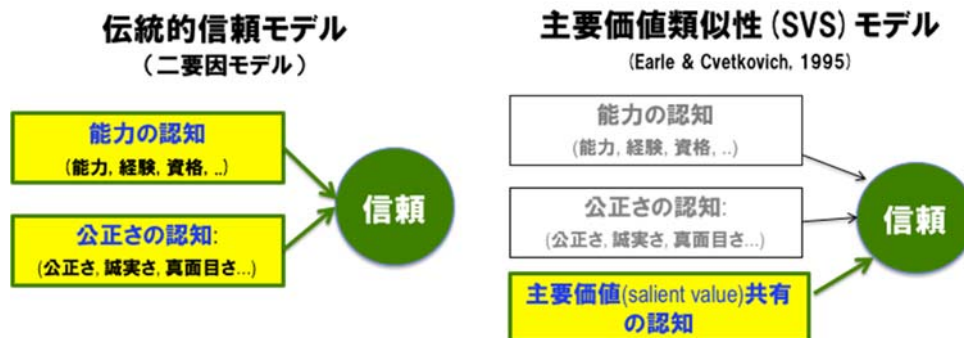 伝統的信頼モデル
（二要因モデル）
能力の認知
(能力, 経験, 資格, ..)
公正さの認知:
(公正さ, 誠実さ, 真面目さ...)
信頼
主要価値類似性 (SVS) モデル
(Earle & Cvetkovich, 1995)
能力の認知
(能力, 経験, 資格, ..)
公正さの認知:
(公正さ, 誠実さ, 真面目さ...)
主要価値(salient value)共有
の認知
信頼